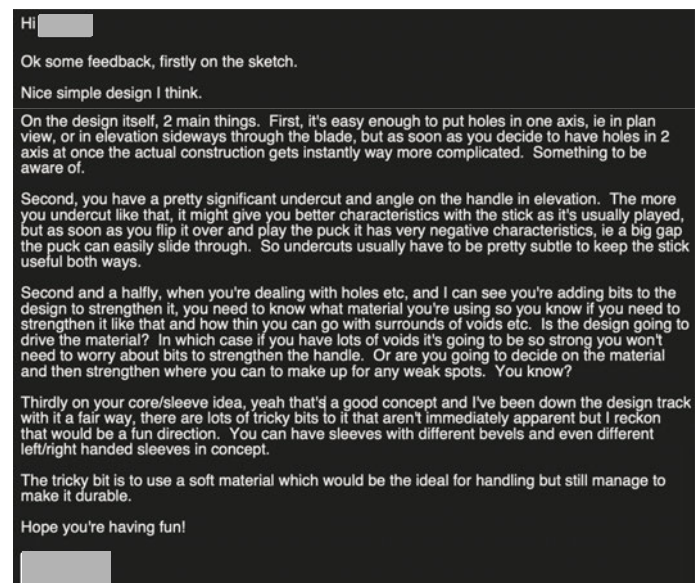 Hi
Ok some feedback, firstly on the sketch.
Nice simple design I think.
On the design itself, 2 main things.  First, it's easy enough to put holes in one axis, ie in plan
view, or in elevation sideways through the blade, but as soon as you decide to have holes in 2
axis at once the actual construction gets instantly way more complicated.  Something to be
aware of.
Second, you have a pretty significant undercut and angle on the handle in elevation.  The more
you undercut like that, it might give you better characteristics with the stick as it's usually played,
but as soon as you flip it over and play the puck it has very negative characteristics, ie a big gap
the puck can easily slide through.  So undercuts usually have to be pretty subtle to keep the stick
useful both ways.
Second and a halfly, when you're dealing with holes etc, and I can see you're adding bits to the
design to strengthen it, you need to know what material you're using so you know if you need to
strengthen it like that and how thin you can go with surrounds of voids etc.  Is the design going to
drive the material?  In which case if you have lots of voids it's going to be so strong you won't
need to worry about bits to strengthen the handle.  Or are you going to decide on the material
and then strengthen where you can to make up for any weak spots.  You know?
Thirdly on your core/sleeve idea, yeah that's a good concept and I've been down the design track
with it a fair way, there are lots of tricky bits to it that aren't immediately apparent but I reckon
that would be a fun direction.  You can have sleeves with different bevels and even different
left/right handed sleeves in concept.
The tricky bit is to use a soft material which would be the ideal for handling but still manage to
make it durable.
Hope you're having fun!